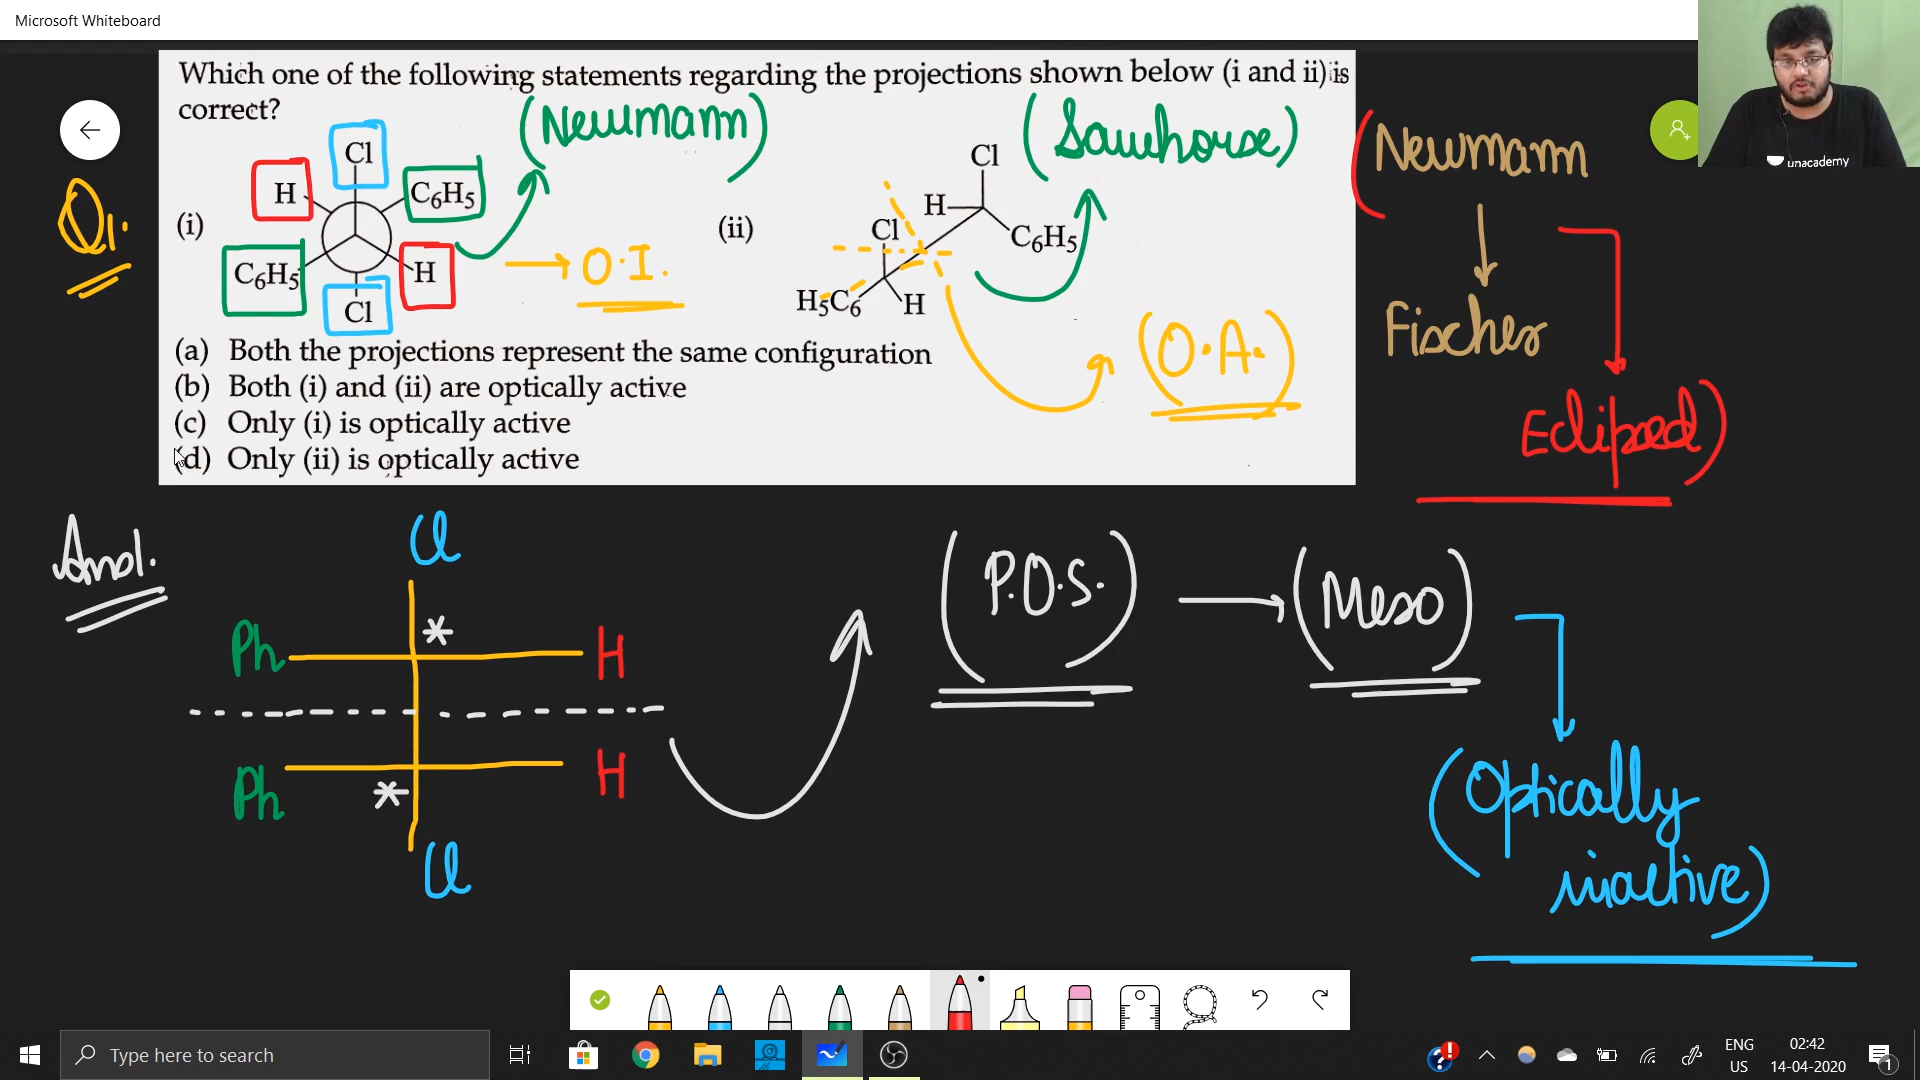 Microsoft Whiteboard
Which one of the following statements regarding the projections shown below (i and ii) is
correct?
(Newmann)
(Sawhouse)
Q1.
(i)
Cl
H
C6H5
C6H5
H
Cl
→ O.I.
(ii)
Cl
H
C6H5
Cl
H5C6
H
(O.A.)
(a) Both the projections represent the same configuration
(b) Both (i) and (ii) are optically active
(c) Only (i) is optically active
(d) Only (ii) is optically active
(Newmann
Fischer
Eclipsed)
unacademy
Cl
Ph * H
Ph * H
Cl
(P.O.S.) → (Meso)
(Optically
inactive)
Type here to search
ENG
US
02:42
14-04-2020
1